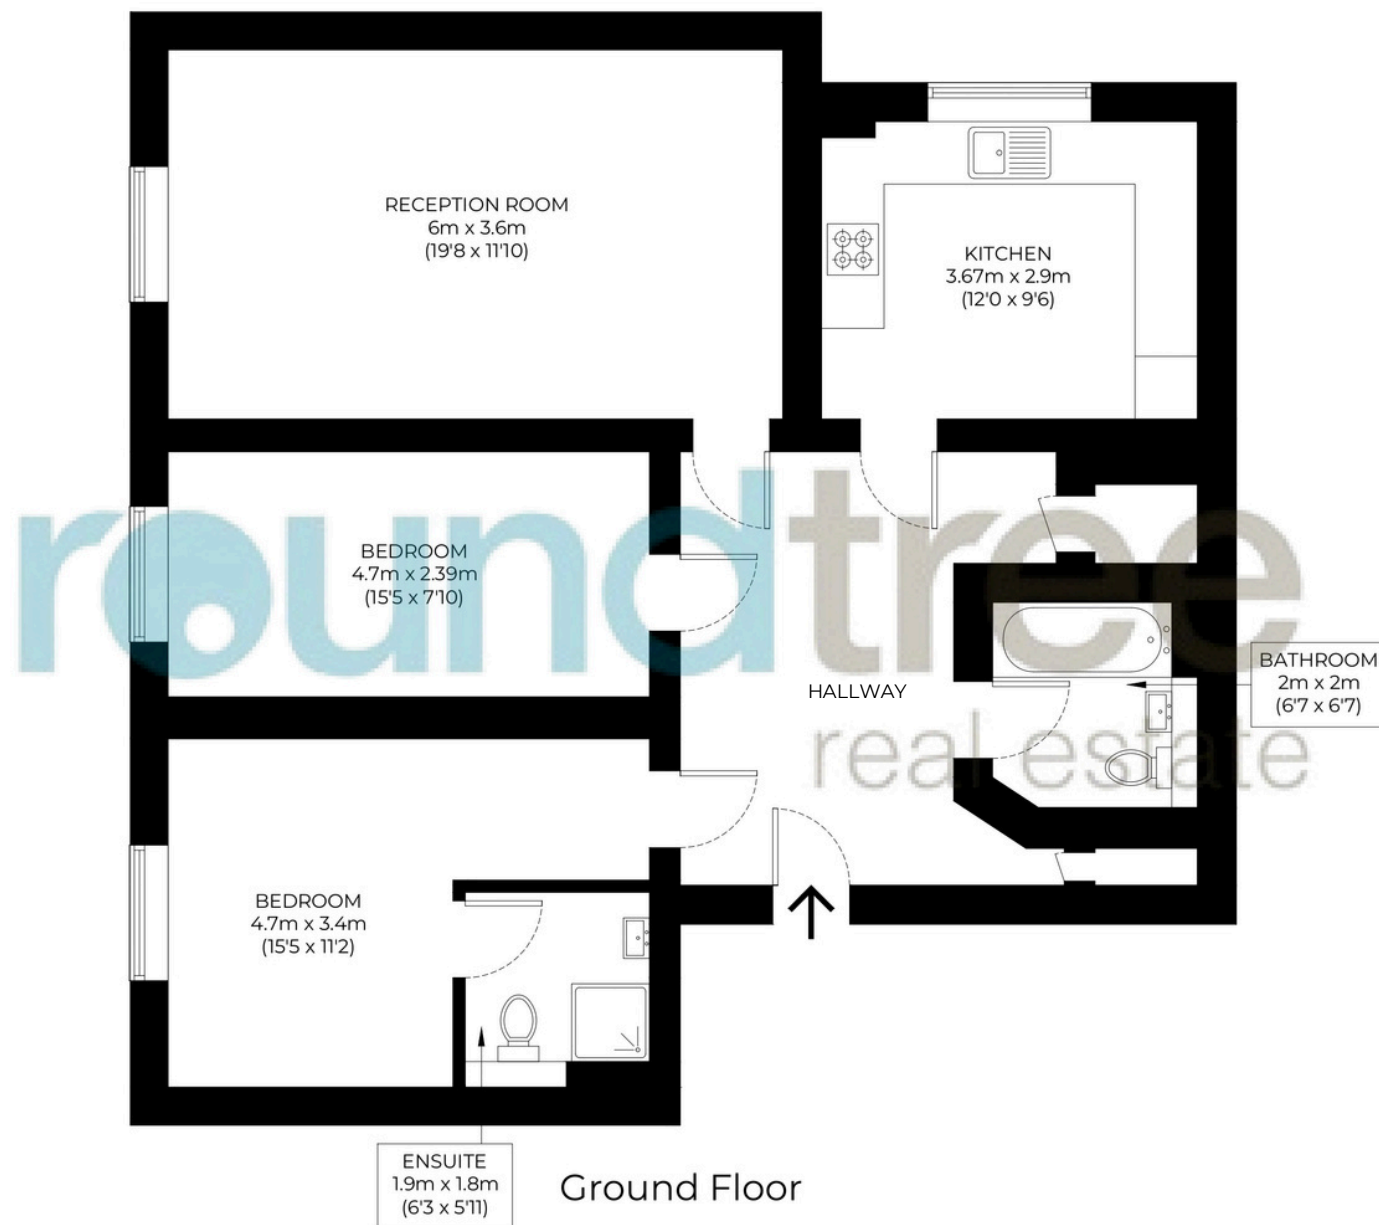 RECEPTION ROOM
6m x 3.6m
(19'8 x 11'10)
KITCHEN
3.67m x 2.9m
(12'0 x 9'6)
BEDROOM
4.7m x 2.39m
(15'5 x 7'10)
roundtree
real estate
HALLWAY
BATHROOM
2m x 2m
(6'7 x 6'7)
BEDROOM
4.7m x 3.4m
(15'5 x 11'2)
ENSUITE
1.9m x 1.8m
(6'3 x 5'11)
Ground Floor